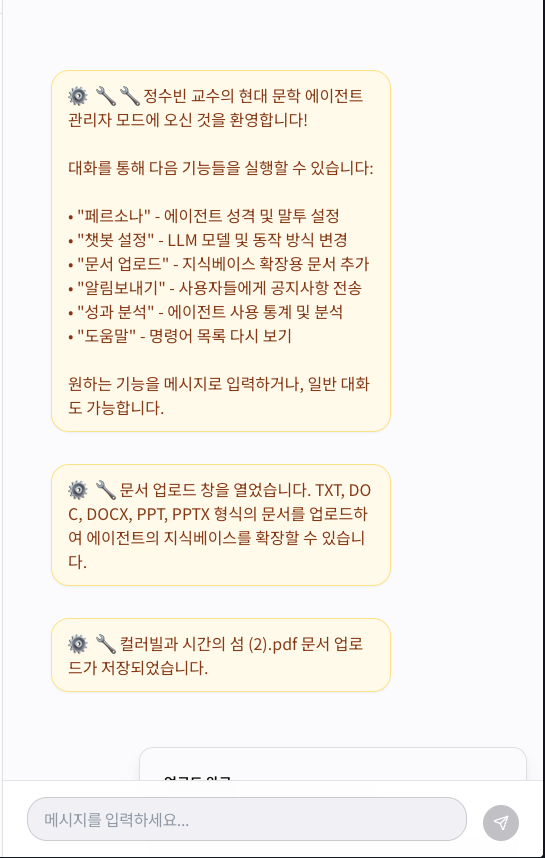 ⚙️ 🔧🔧 정수빈 교수의 현대 문학 에이전트
관리자 모드에 오신 것을 환영합니다!
대화를 통해 다음 기능들을 실행할 수 있습니다:
• "페르소나" - 에이전트 성격 및 말투 설정
• "챗봇 설정" - LLM 모델 및 동작 방식 변경
• "문서 업로드" - 지식베이스 확장용 문서 추가
• "알림보내기" - 사용자들에게 공지사항 전송
• "성과 분석" - 에이전트 사용 통계 및 분석
• "도움말" - 명령어 목록 다시 보기
원하는 기능을 메시지로 입력하거나, 일반 대화
도 가능합니다.
⚙️ 🔧 문서 업로드 창을 열었습니다. TXT, DO
C, DOCX, PPT, PPTX 형식의 문서를 업로드하
여 에이전트의 지식베이스를 확장할 수 있습니
다.
⚙️ 🔧 컬러빌과 시간의 섬 (2).pdf 문서 업로
드가 저장되었습니다.
메시지를 입력하세요...